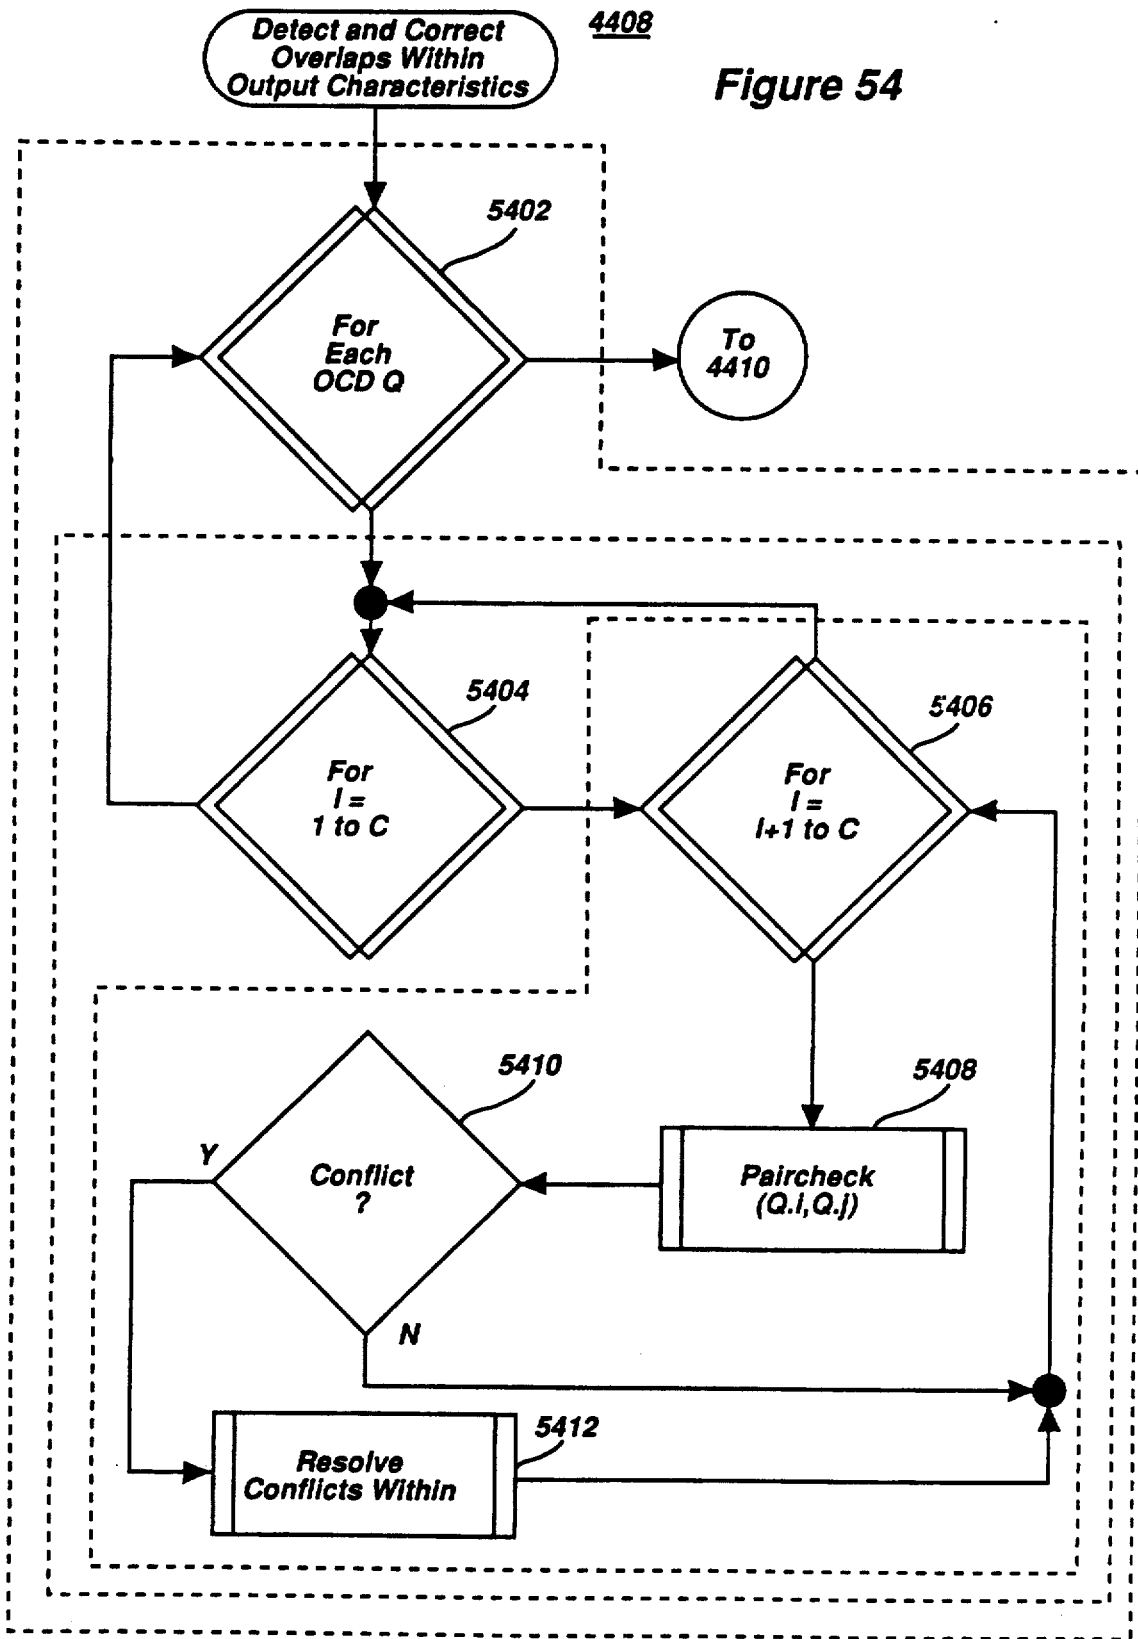 4408
Detect and Correct
Overlaps Within
Output Characteristics
Figure 54
5402
For
Each
OCD Q
To
4410
5404
For
I =
1 to C
5406
For
I =
I+1 to C
5408
Paircheck
(Q.i,Q.j)
5410
Conflict
?
Y
N
5412
Resolve
Conflicts Within